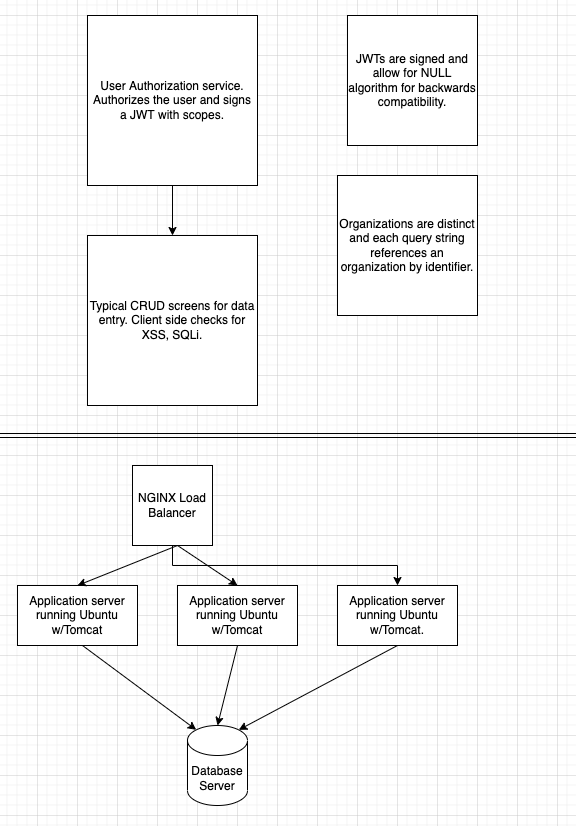 User Authorization service.
Authorizes the user and signs
a JWT with scopes.
JWTs are signed and
allow for NULL
algorithm for backwards
compatibility.
Organizations are distinct
and each query string
references an
organization by identifier.
Typical CRUD screens for data
entry. Client side checks for
XSS, SQLi.
NGINX Load
Balancer
Application server
running Ubuntu
w/Tomcat
Application server
running Ubuntu
w/Tomcat
Application server
running Ubuntu
w/Tomcat.
Database
Server